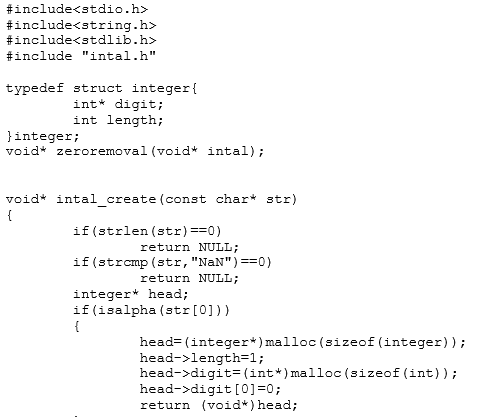 #include<stdio.h>
#include<string.h>
#include<stdlib.h>
#include "intal.h"
typedef struct integer{
int* digit;
int length;
}integer;
void* zeroremoval(void* intal);
void* intal_create(const char* str)
{
if(strlen(str)==0)
return NULL;
if(strcmp(str,"NaN")==0)
return NULL;
integer* head;
if(isalpha(str[0]))
{
head=(integer*)malloc(sizeof(integer));
head->length=1;
head->digit=(int*)malloc(sizeof(int));
head->digit[0]=0;
return (void*)head;